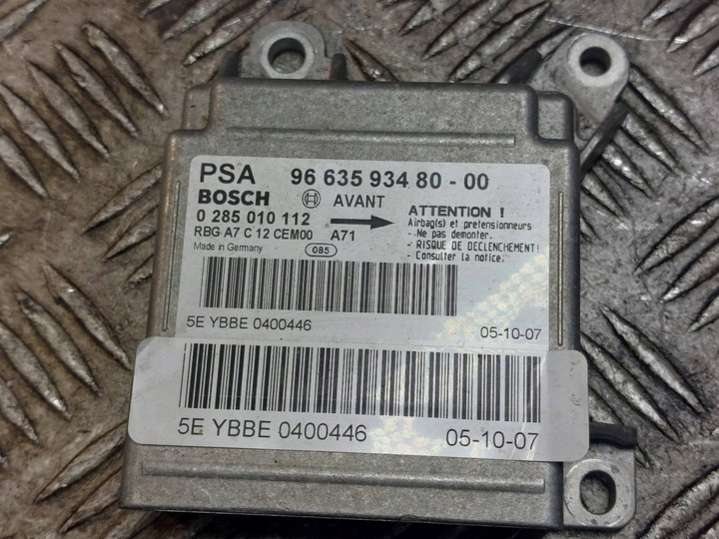 PSA 96 635 934 80 - 00
BOSCH AVANT
0 285 010 112
RBG A7 C 12 CEM00 A71
Made in Germany 085
ATTENTION !
Airbag(s) et pretensionneurs
- Ne pas demonter.
- RISQUE DE DECLENCHEMENT!
- Consulter la notice.
5E YBBE 0400446 05-10-07
5E YBBE 0400446 05-10-07